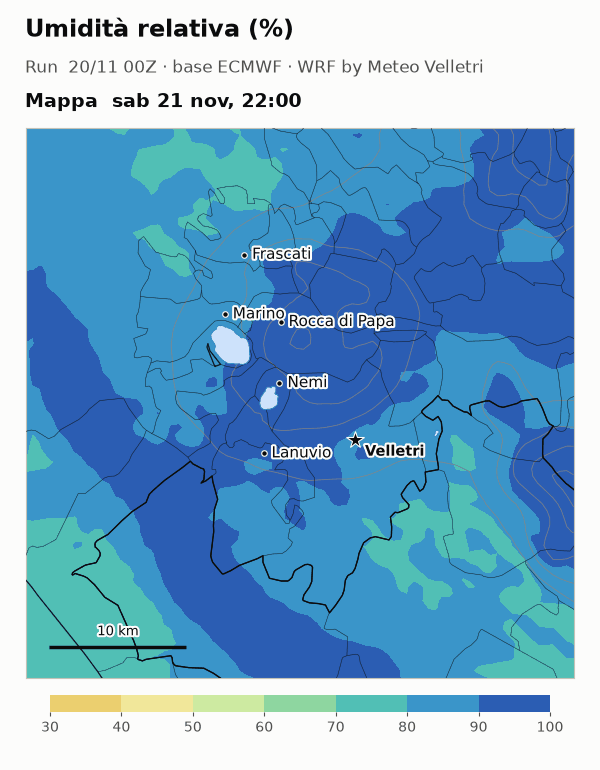 Umidità relativa (%)
Run  20/11 00Z · base ECMWF · WRF by Meteo Velletri
Mappa  sab 21 nov, 22:00
Frascati
Marino
Rocca di Papa
Nemi
Velletri
Lanuvio
10 km
30 40 50 60 70 80 90 100